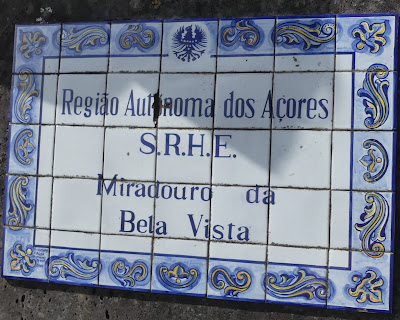 Região Autónoma dos Açores
S.R.H.E.
Miradouro da
Bela Vista